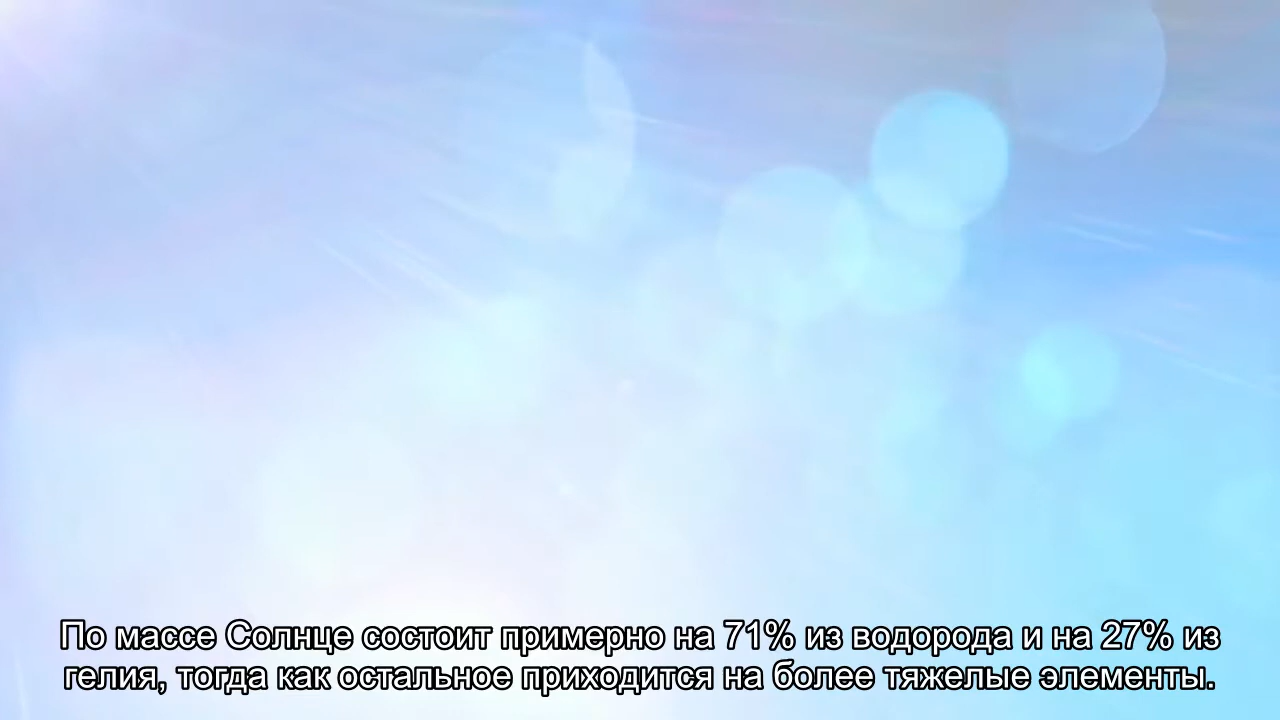 По массе Солнце состоит примерно на 71% из водорода и на 27% из
гелия, тогда как остальное приходится на более тяжелые элементы.